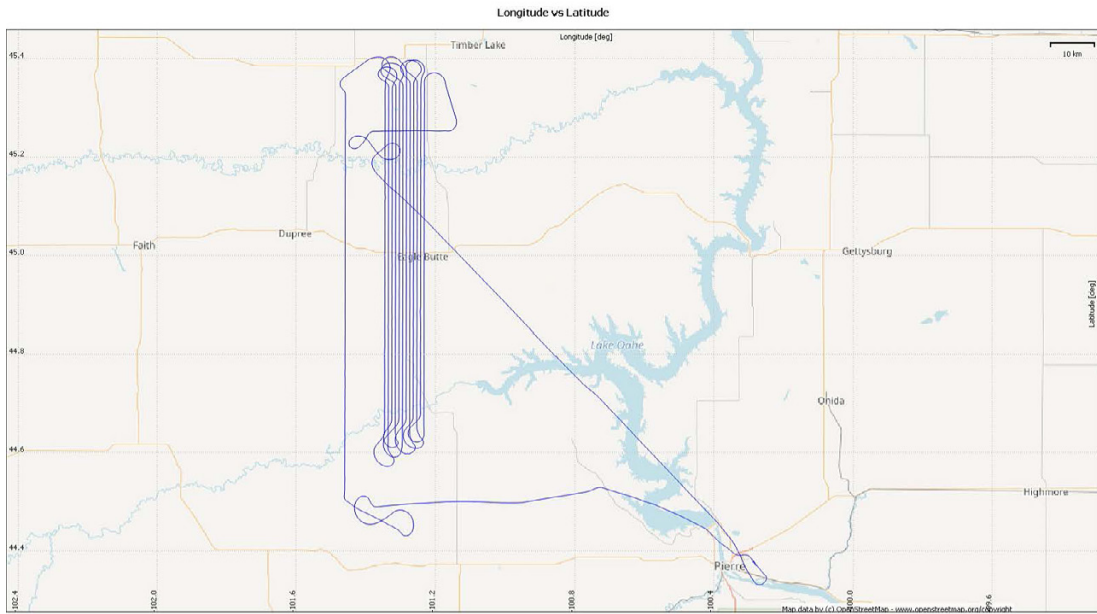 Longitude vs Latitude
Longitude [deg]
Timber Lake
10 km
45.4
45.2
Dupree
Faith
45.0
Eagle Butte
Gettysburg
Latitude [deg]
44.8
Lake Oahe
Onida
44.6
Highmore
44.4
Pierre
-102.4
-102.0
-101.6
-101.2
-100.8
-100.4
-100.0
-99.6
Map data by (c) OpenStreetMap - www.openstreetmap.org/copyright